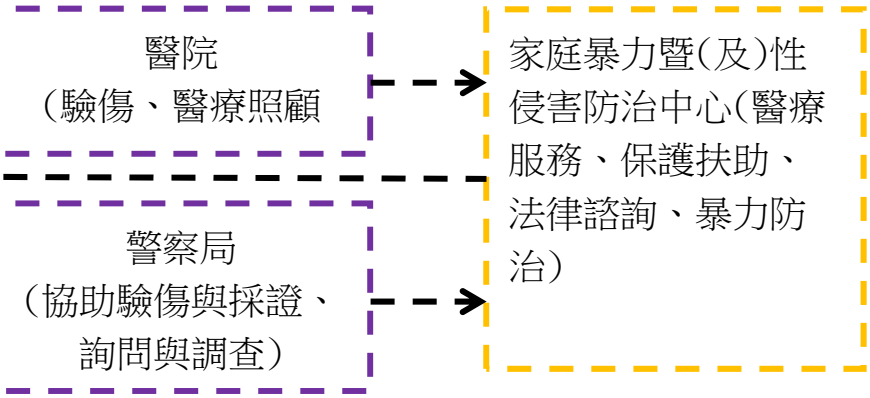 醫院
（驗傷、醫療照顧
警察局
（協助驗傷與採證、
詢問與調查）
家庭暴力暨(及)性
侵害防治中心(醫療
服務、保護扶助、
法律諮詢、暴力防
治)